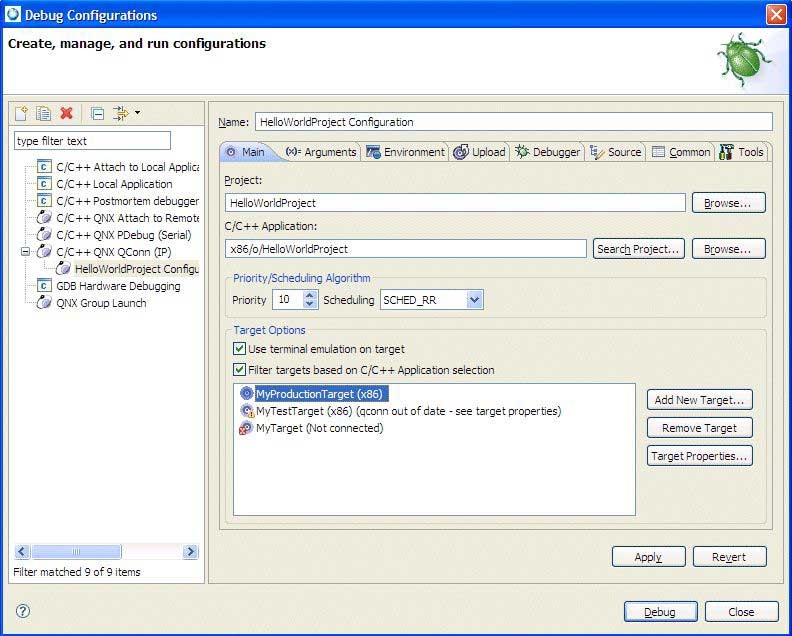 Debug Configurations
Create, manage, and run configurations
type filter text
C/C++ Attach to Local Applica
C/C++ Local Application
C/C++ Postmortem debugger
C/C++ QNX Attach to Remote
C/C++ QNX PDebug (Serial)
C/C++ QNX QConn (IP)
HelloWorldProject Configu
GDB Hardware Debugging
QNX Group Launch
Filter matched 9 of 9 items
Name: HelloWorldProject Configuration
Main (x)= Arguments Environment Upload Debugger Source Common Tools
Project:
HelloWorldProject Browse...
C/C++ Application:
x86/o/HelloWorldProject Search Project... Browse...
Priority/Scheduling Algorithm
Priority 10 Scheduling SCHED_RR
Target Options
Use terminal emulation on target
Filter targets based on C/C++ Application selection
MyProductionTarget (x86)
MyTestTarget (x86) (qconn out of date - see target properties)
MyTarget (Not connected)
Add New Target...
Remove Target
Target Properties...
Apply Revert
Debug Close